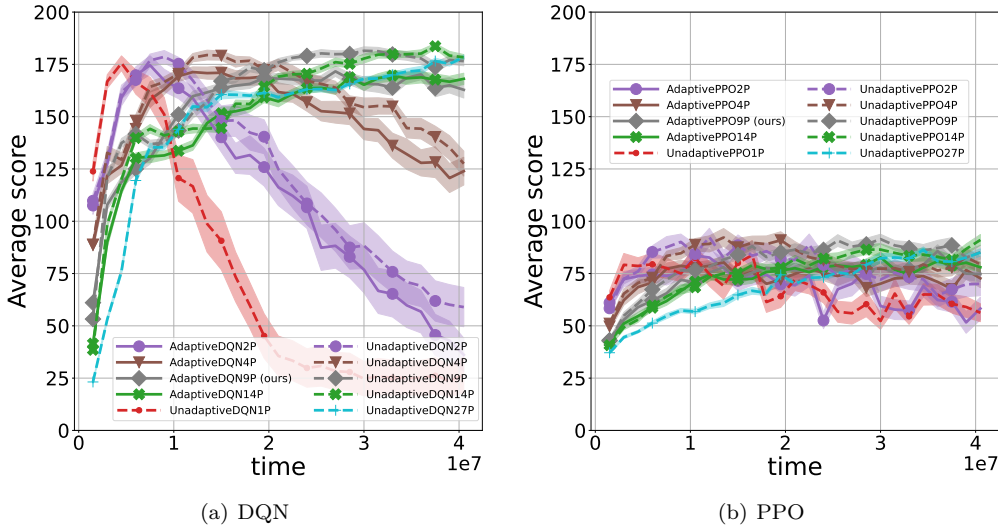 200
175
150
125
100
75
50
25
0
Average score
AdaptiveDQN2P
AdaptiveDQN4P
AdaptiveDQN9P (ours)
AdaptiveDQN14P
UnadaptiveDQN1P
UnadaptiveDQN2P
UnadaptiveDQN4P
UnadaptiveDQN9P
UnadaptiveDQN14P
UnadaptiveDQN27P
0 1 2 3 4
time
1e7
(a) DQN
200
175
150
125
100
75
50
25
0
Average score
AdaptivePPO2P
AdaptivePPO4P
AdaptivePPO9P (ours)
AdaptivePPO14P
UnadaptivePPO1P
UnadaptivePPO2P
UnadaptivePPO4P
UnadaptivePPO9P
UnadaptivePPO14P
UnadaptivePPO27P
0 1 2 3 4
time
1e7
(b) PPO